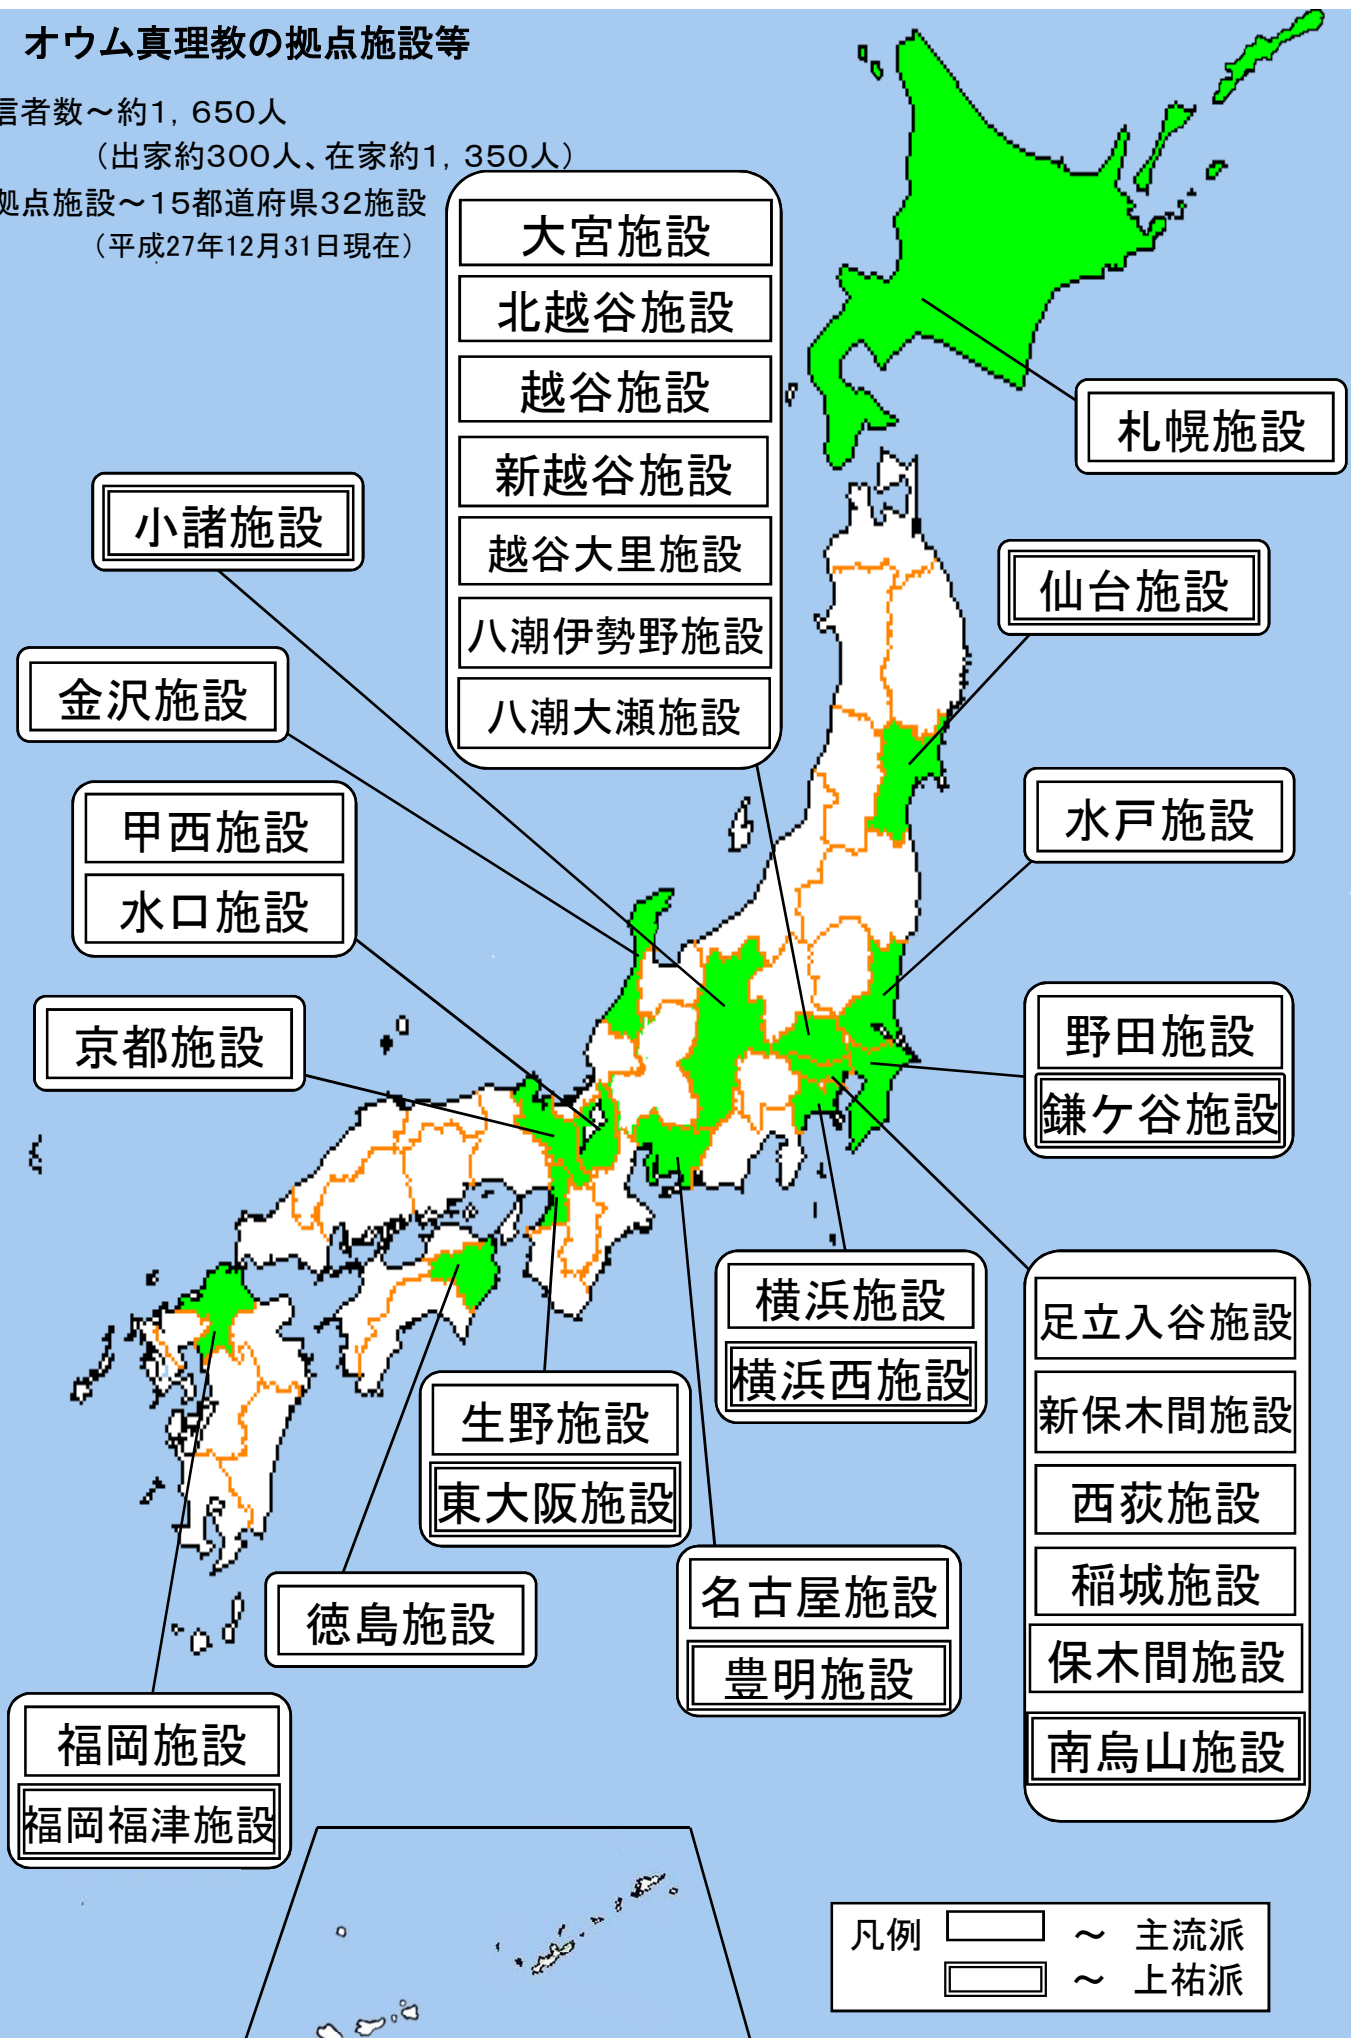 オウム真理教の拠点施設等
信者数～約1,650人
（出家約300人、在家約1,350人）
拠点施設～15都道府県32施設
（平成27年12月31日現在）
大宮施設
北越谷施設
越谷施設
新越谷施設
越谷大里施設
八潮伊勢野施設
八潮大瀬施設
札幌施設
小諸施設
仙台施設
金沢施設
水戸施設
甲西施設
水口施設
京都施設
野田施設
鎌ケ谷施設
横浜施設
横浜西施設
足立入谷施設
新保木間施設
西荻施設
稲城施設
保木間施設
南烏山施設
生野施設
東大阪施設
名古屋施設
豊明施設
徳島施設
福岡施設
福岡福津施設
凡例 ～ 主流派
～ 上祐派